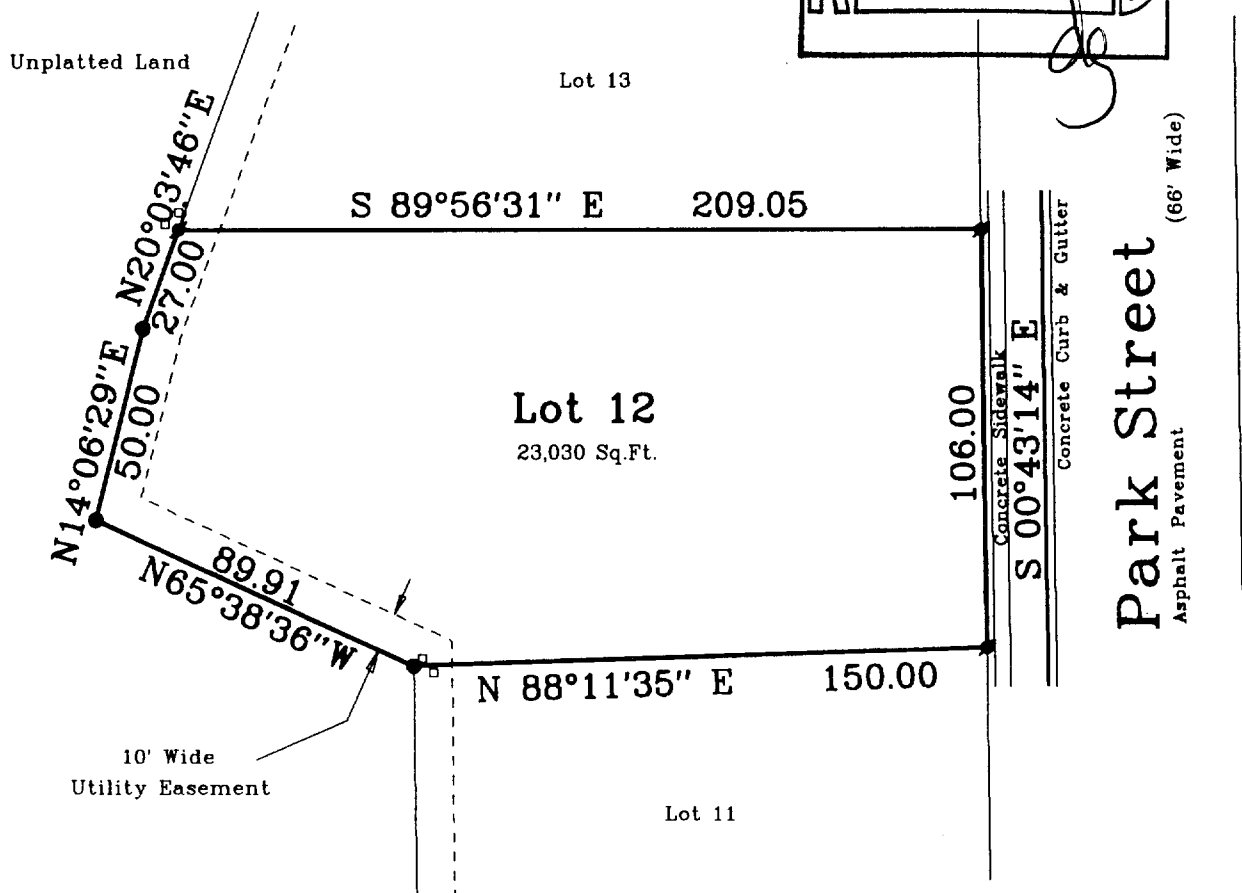 Unplatted Land
Lot 13
N20°03'46"E
27.00
S 89°56'31" E 209.05
N14°06'29"E
50.00
Lot 12
23,030 Sq.Ft.
106.00
Concrete Sidewalk
S 00°43'14" E
Concrete Curb & Gutter
Park Street (66' Wide)
Asphalt Pavement
89.91
N65°38'36"W
N 88°11'35" E 150.00
10' Wide
Utility Easement
Lot 11